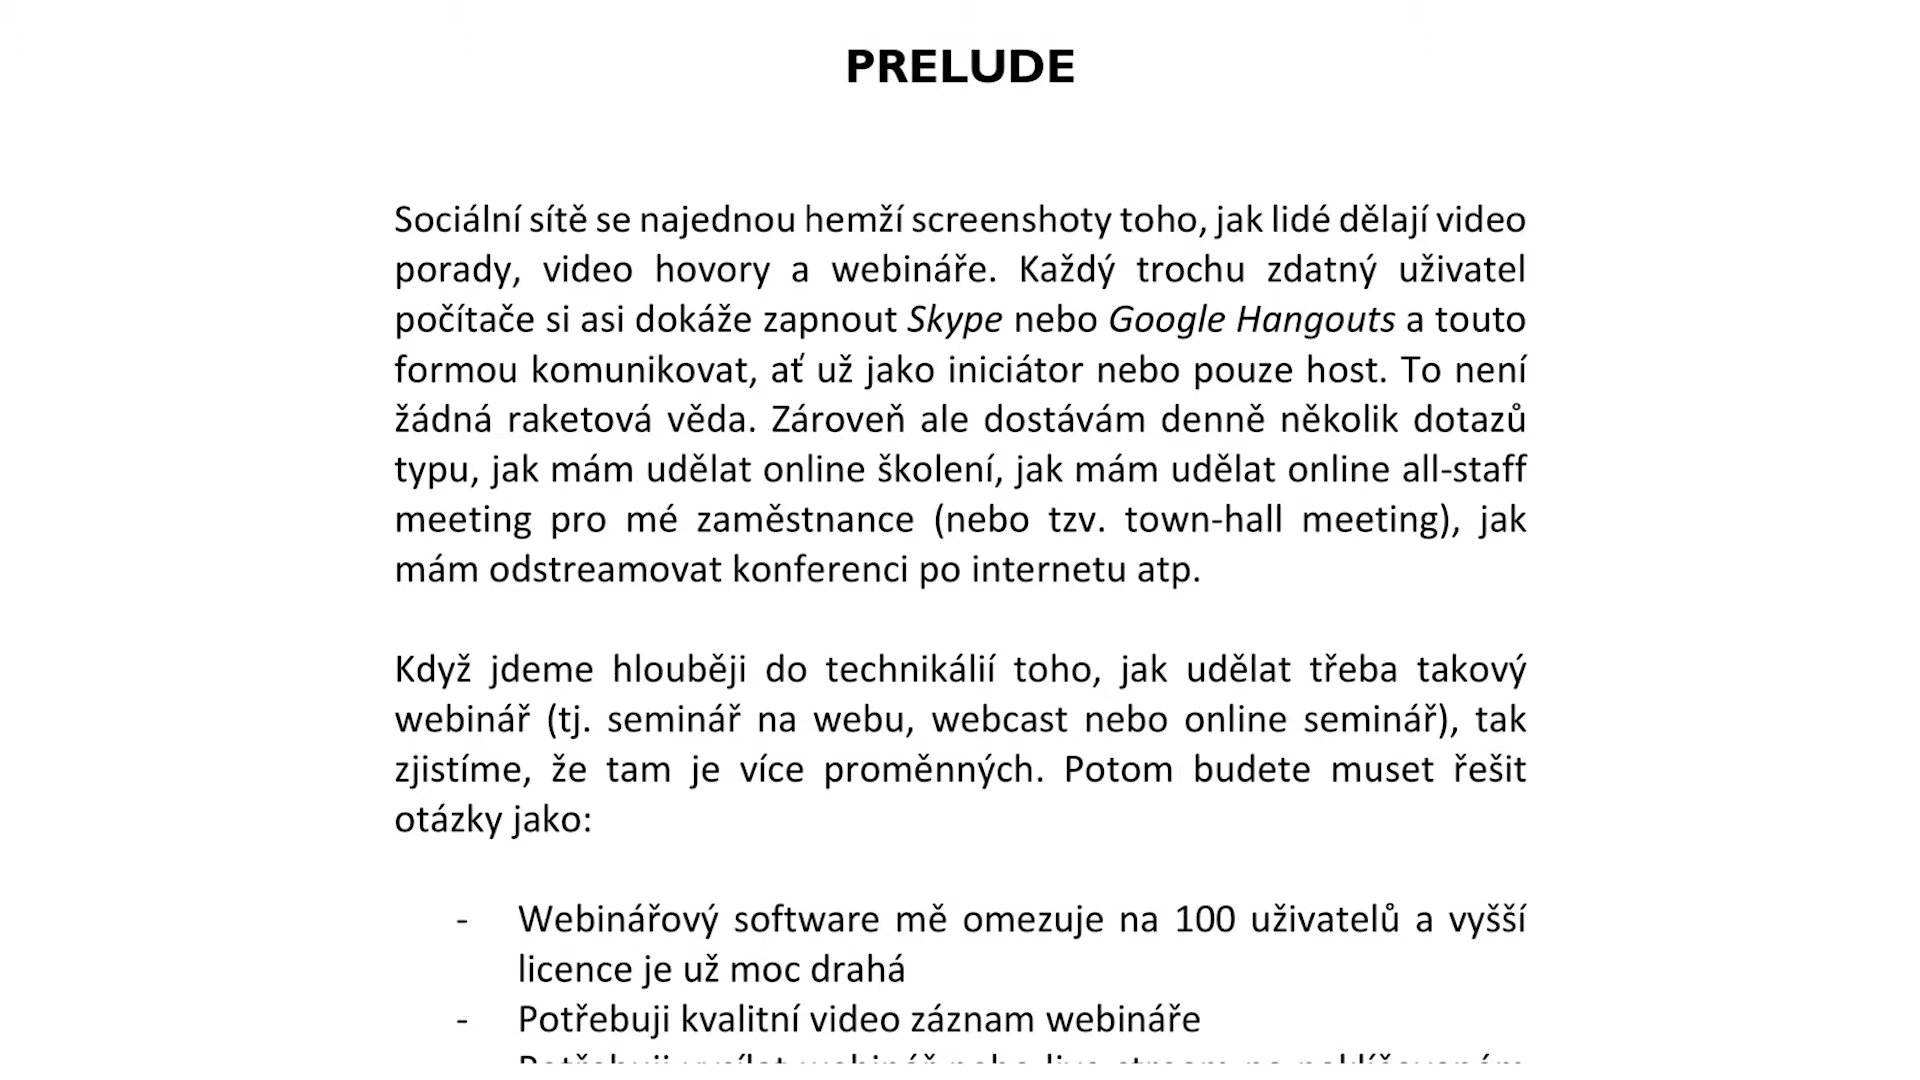 PRELUDE
Sociální sítě se najednou hemží screenshoty toho, jak lidé dělají video
porady, video hovory a webináře. Každý trochu zdatný uživatel
počítače si asi dokáže zapnout Skype nebo Google Hangouts a touto
formou komunikovat, ať už jako iniciátor nebo pouze host. To není
žádná raketová věda. Zároveň ale dostávám denně několik dotazů
typu, jak mám udělat online školení, jak mám udělat online all-staff
meeting pro mé zaměstnance (nebo tzv. town-hall meeting), jak
mám odstreamovat konferenci po internetu atp.
Když jdeme hlouběji do technikálií toho, jak udělat třeba takový
webinář (tj. seminář na webu, webcast nebo online seminář), tak
zjistíme, že tam je více proměnných. Potom budete muset řešit
otázky jako:
- Webinářový software mě omezuje na 100 uživatelů a vyšší
licence je už moc drahá
- Potřebuji kvalitní video záznam webináře